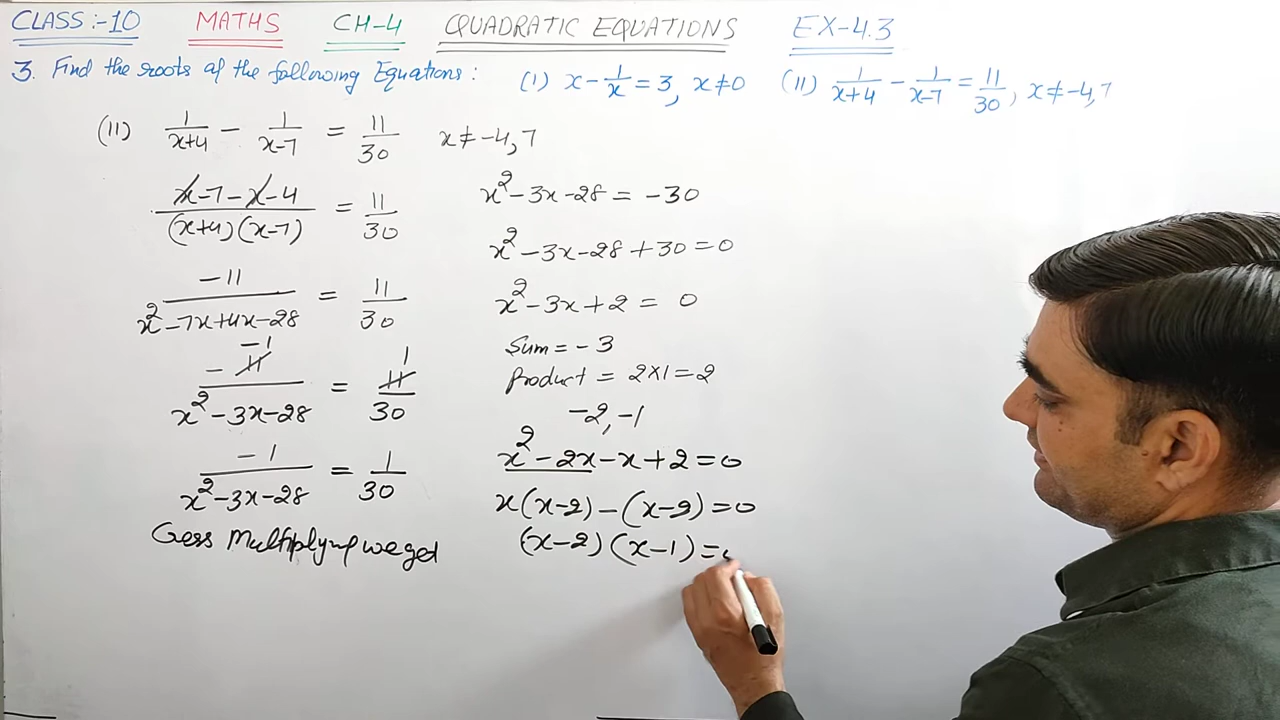 CLASS :- 10 MATHS CH-4 QUADRATIC EQUATIONS EX-4.3
3. Find the roots of the following Equations: (I) x - 1/x = 3, x ≠ 0 (II) 1/(x+4) - 1/(x-7) = 11/30, x ≠ -4, 7
(II) 1/(x+4) - 1/(x-7) = 11/30 x ≠ -4, 7
(x-7-x-4)/((x+4)(x-7)) = 11/30
-11/(x²-7x+4x-28) = 11/30
-11/(x²-3x-28) = 11/30
-1 1
-1/(x²-3x-28) = 1/30
Cross Multiplying we get
x²-3x-28 = -30
x²-3x-28+30=0
x²-3x+2 = 0
Sum = -3
Product = 2×1=2
-2, -1
x²-2x-x+2=0
x(x-2)-(x-2)=0
(x-2)(x-1)=